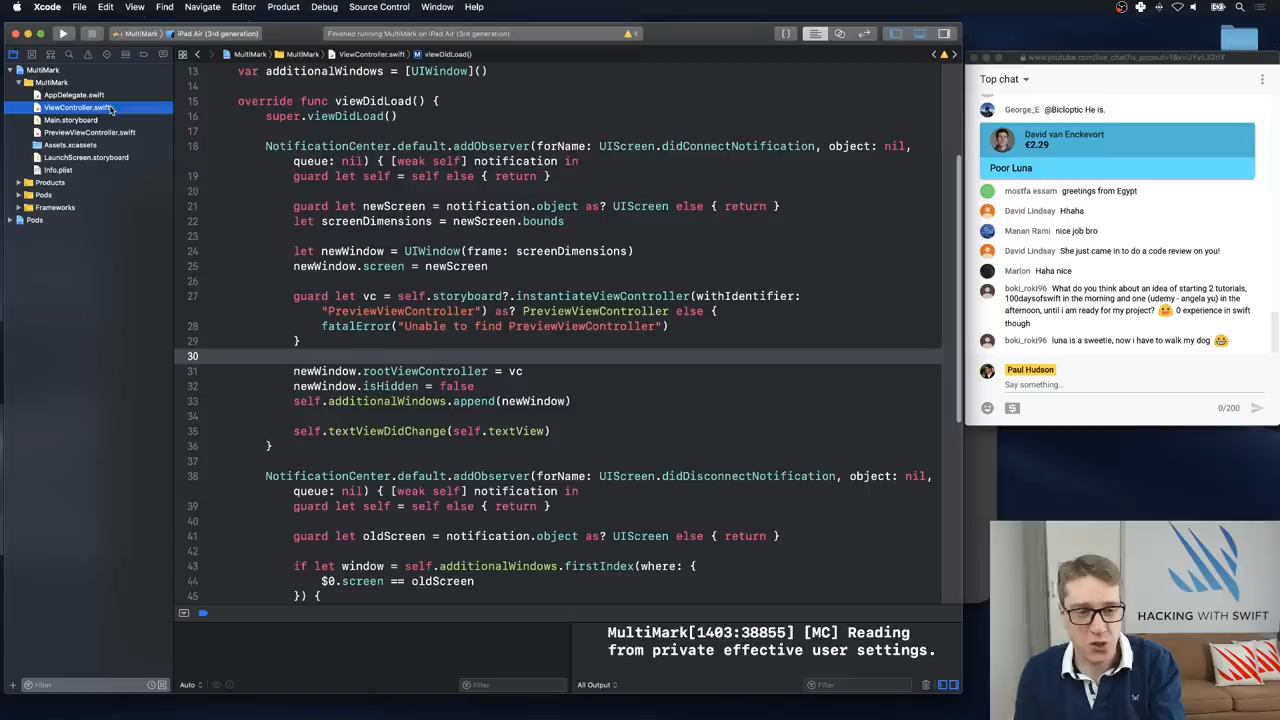 Xcode File Edit View Find Navigate Editor Product Debug Source Control Window Help
MultiMark iPad Air (3rd generation)
Finished running MultiMark on iPad Air (3rd generation)
6
MultiMark MultiMark ViewController.swift viewDidLoad()
MultiMark
MultiMark
AppDelegate.swift
ViewController.swift
Main.storyboard
PreviewViewController.swift
Assets.xcassets
LaunchScreen.storyboard
Info.plist
Products
Pods
Frameworks
Pods
Filter
13 var additionalWindows = [UIWindow]()
14
15 override func viewDidLoad() {
16 super.viewDidLoad()
17
18 NotificationCenter.default.addObserver(forName: UIScreen.didConnectNotification, object: nil,
queue: nil) { [weak self] notification in
19 guard let self = self else { return }
20
21 guard let newScreen = notification.object as? UIScreen else { return }
22 let screenDimensions = newScreen.bounds
23
24 let newWindow = UIWindow(frame: screenDimensions)
25 newWindow.screen = newScreen
26
27 guard let vc = self.storyboard?.instantiateViewController(withIdentifier:
"PreviewViewController") as? PreviewViewController else {
28 fatalError("Unable to find PreviewViewController")
29 }
30
31 newWindow.rootViewController = vc
32 newWindow.isHidden = false
33 self.additionalWindows.append(newWindow)
34
35 self.textViewDidChange(self.textView)
36 }
37
38 NotificationCenter.default.addObserver(forName: UIScreen.didDisconnectNotification, object: nil,
queue: nil) { [weak self] notification in
39 guard let self = self else { return }
40
41 guard let oldScreen = notification.object as? UIScreen else { return }
42
43 if let window = self.additionalWindows.firstIndex(where: {
44 $0.screen == oldScreen
45 }) {
MultiMark[1403:38855] [MC] Reading
from private effective user settings.
Auto
Filter
All Output
Filter
Top chat
George_E @Bicloptic He is.
David van Enckevort
€2.29
Poor Luna
mostfa essam greetings from Egypt
David Lindsay Hhaha
Manan Rami nice job bro
David Lindsay She just came in to do a code review on you!
Marlon Haha nice
boki_roki96 What do you think about an idea of starting 2 tutorials,
100daysofswift in the morning and one (udemy - angela yu) in the
afternoon, until i am ready for my project? 0 experience in swift
though
boki_roki96 luna is a sweetie, now i have to walk my dog
Paul Hudson
Say something...
0/200
HACKING WITH SWIFT